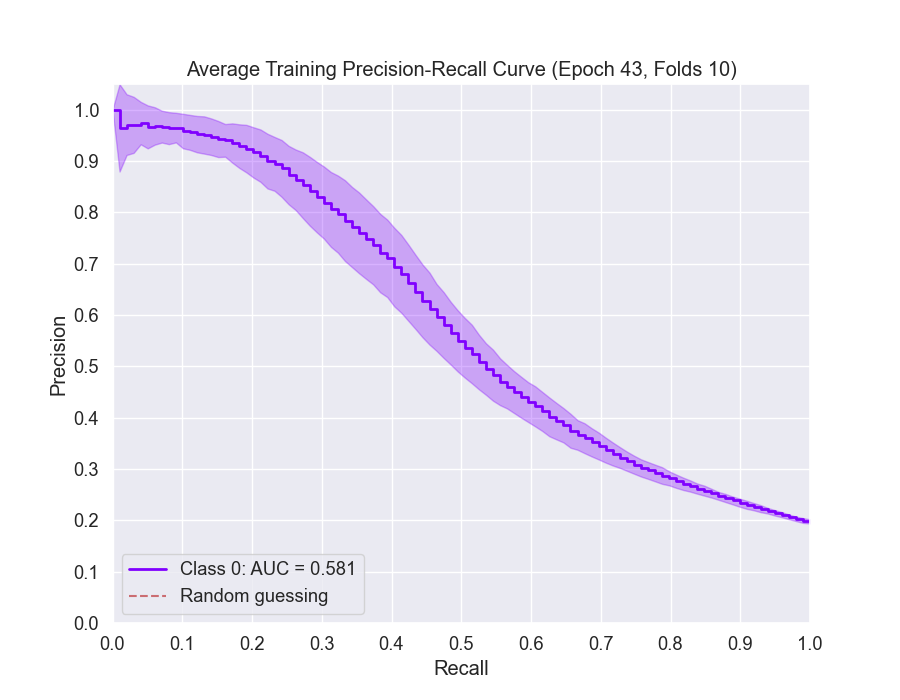 Average Training Precision-Recall Curve (Epoch 43, Folds 10)
Precision
1.0
0.9
0.8
0.7
0.6
0.5
0.4
0.3
0.2
0.1
0.0
Class 0: AUC = 0.581
Random guessing
0.0 0.1 0.2 0.3 0.4 0.5 0.6 0.7 0.8 0.9 1.0
Recall